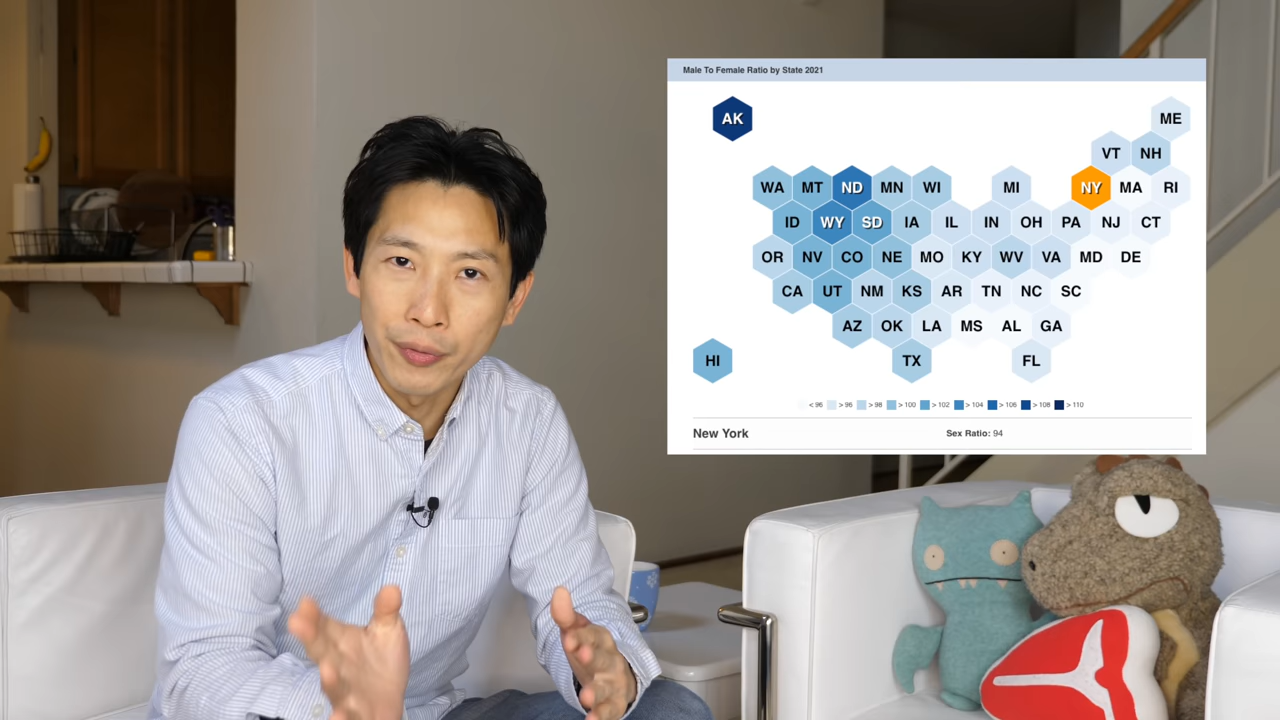 Male To Female Ratio by State 2021
AK
ME
VT NH
WA MT ND MN WI MI NY MA RI
ID WY SD IA IL IN OH PA NJ CT
OR NV CO NE MO KY WV VA MD DE
CA UT NM KS AR TN NC SC
AZ OK LA MS AL GA
HI TX FL
< 96 > 96 > 98 > 100 > 102 > 104 > 106 > 108 > 110
New York Sex Ratio: 94